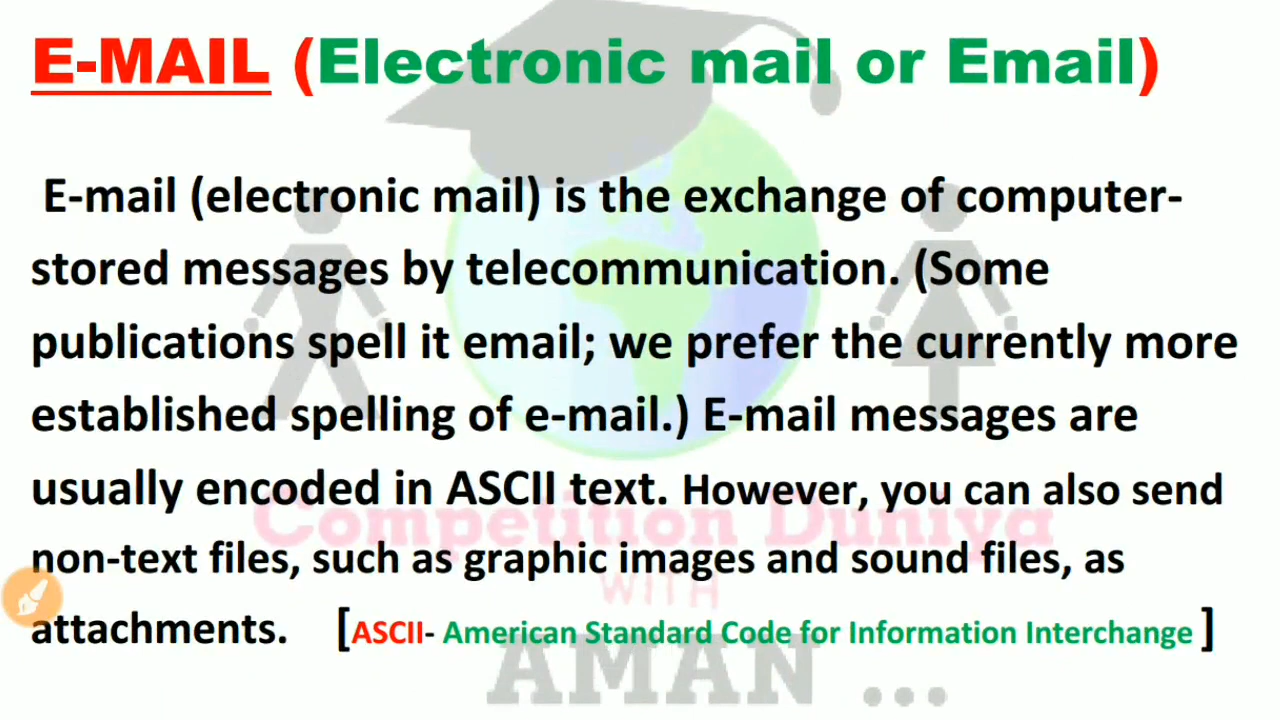 E-MAIL (Electronic mail or Email)
E-mail (electronic mail) is the exchange of computer-
stored messages by telecommunication. (Some
publications spell it email; we prefer the currently more
established spelling of e-mail.) E-mail messages are
usually encoded in ASCII text. However, you can also send
non-text files, such as graphic images and sound files, as
attachments. [ASCII- American Standard Code for Information Interchange ]
Competition Duniya
WITH
AMAN ...